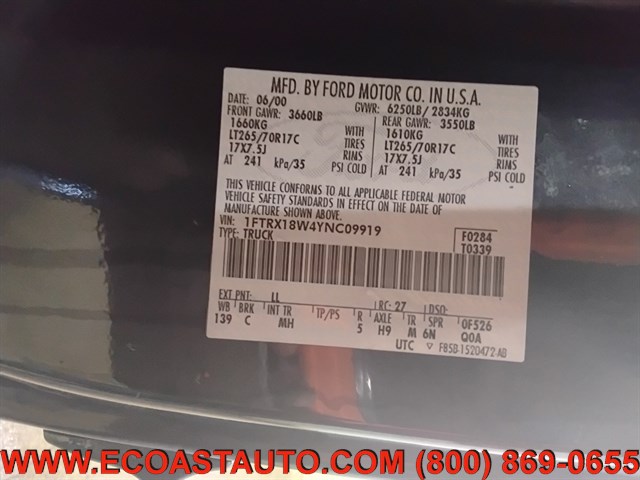 MFD. BY FORD MOTOR CO. IN U.S.A.
DATE: 06/00 GVWR: 6250LB/ 2834KG
FRONT GAWR: 3660LB REAR GAWR: 3550LB
1660KG WITH 1610KG WITH
LT265/70R17C TIRES LT265/70R17C TIRES
17X7.5J RIMS 17X7.5J RIMS
AT 241 kPa/35 PSI COLD AT 241 kPa/35 PSI COLD
THIS VEHICLE CONFORMS TO ALL APPLICABLE FEDERAL MOTOR
VEHICLE SAFETY STANDARDS IN EFFECT ON THE DATE OF
MANUFACTURE SHOWN ABOVE.
VIN: 1FTRX18W4YNC09919 F0284
TYPE: TRUCK T0339
EXT PNT: LL RC: 27 DSO:
WB BRK INT TR TP/PS R AXLE TR SPR 0F526
139 C MH 5 H9 M 6N Q0A
UTC ▽ F85B-1520472-AB
WWW.ECOASTAUTO.COM (800) 869-0655